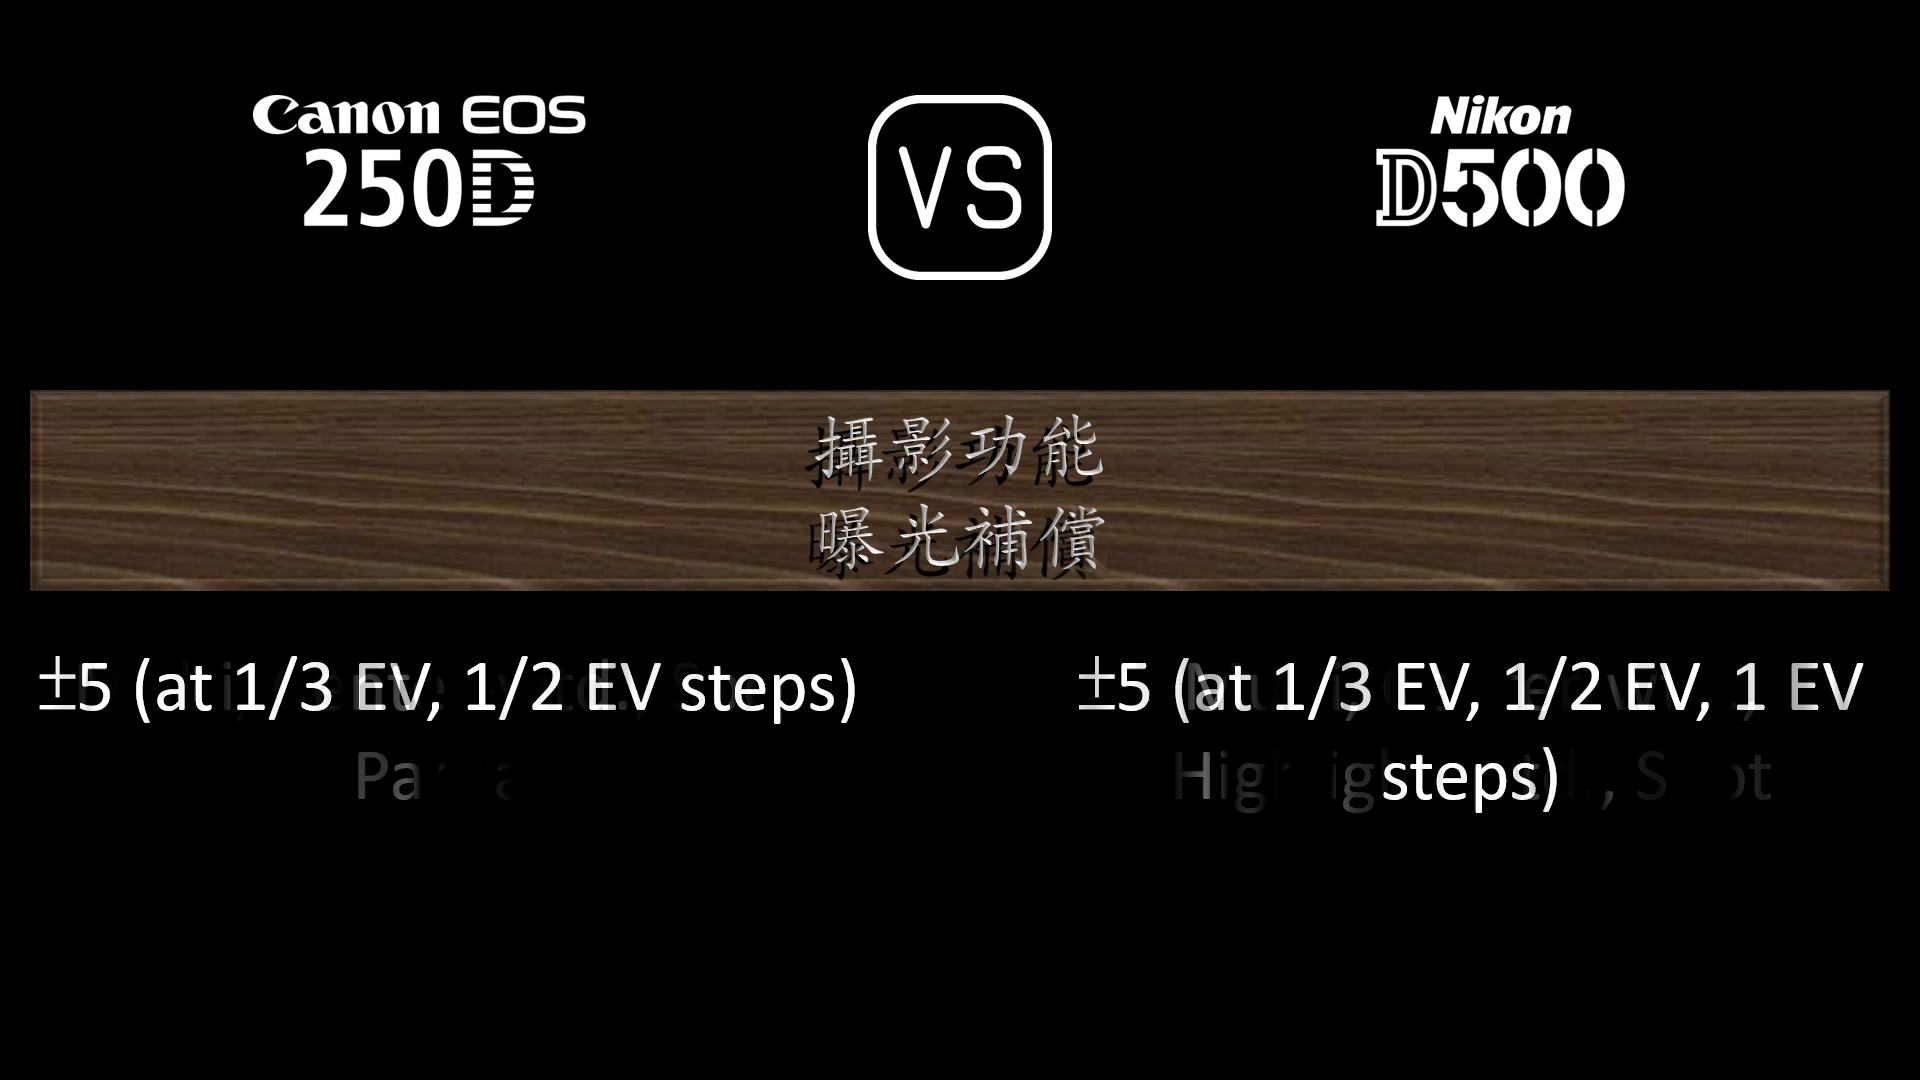 Canon EOS
250D
VS
Nikon
D500
攝影功能
曝光補償
±5 (at 1/3 EV, 1/2 EV steps)
±5 (at 1/3 EV, 1/2 EV, 1 EV
steps)